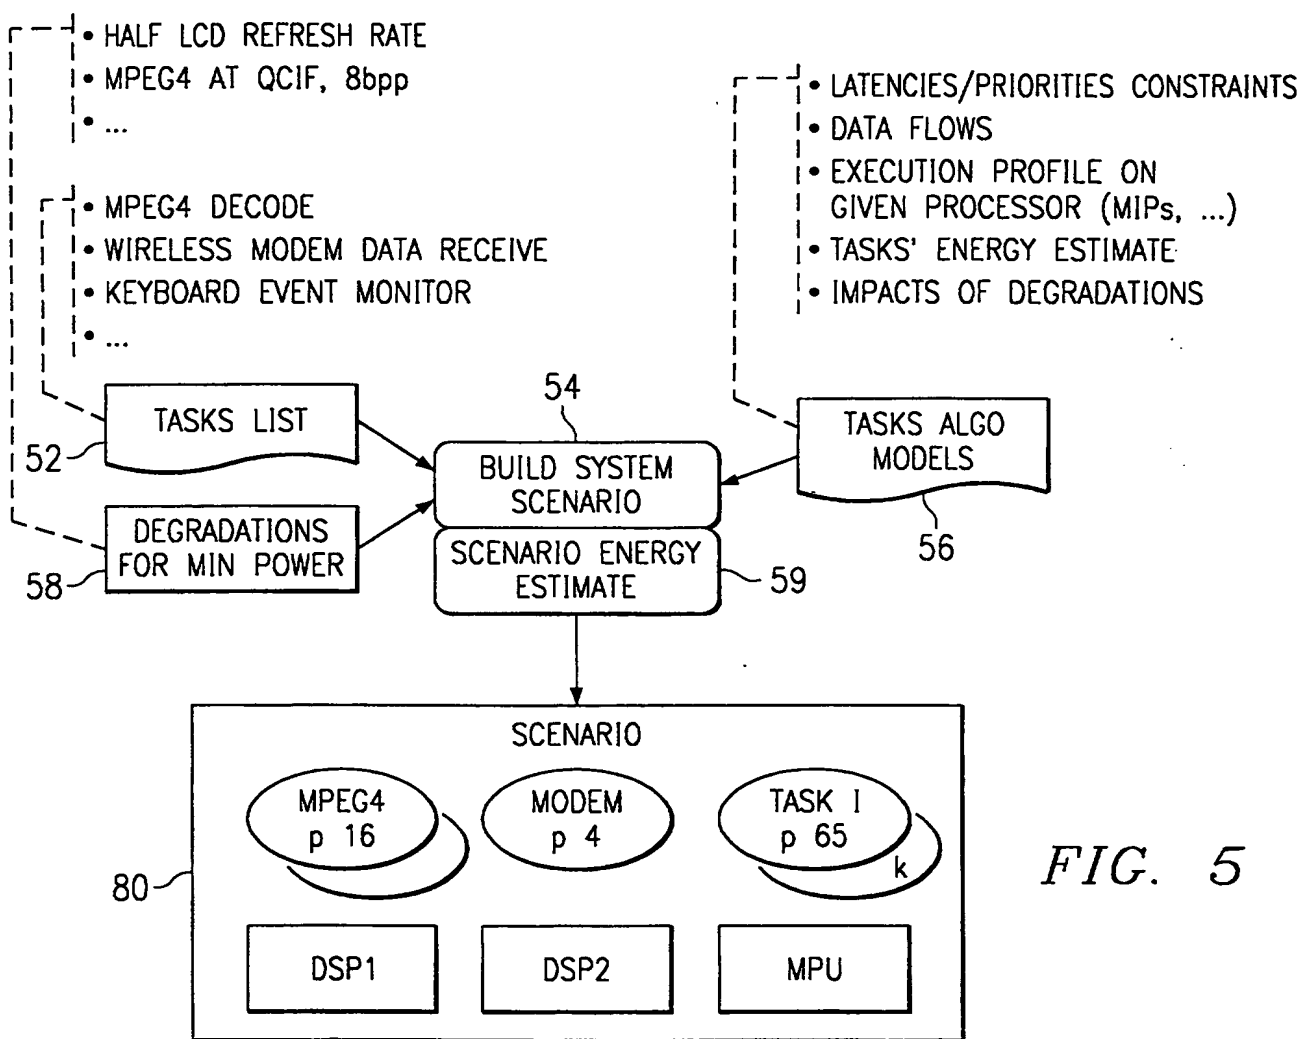 • HALF LCD REFRESH RATE
• MPEG4 AT QCIF, 8bpp
• ...
• MPEG4 DECODE
• WIRELESS MODEM DATA RECEIVE
• KEYBOARD EVENT MONITOR
• ...
• LATENCIES/PRIORITIES CONSTRAINTS
• DATA FLOWS
• EXECUTION PROFILE ON
GIVEN PROCESSOR (MIPs, ...)
• TASKS' ENERGY ESTIMATE
• IMPACTS OF DEGRADATIONS
TASKS LIST
52
DEGRADATIONS
FOR MIN POWER
58
54
BUILD SYSTEM
SCENARIO
SCENARIO ENERGY
ESTIMATE
59
TASKS ALGO
MODELS
56
SCENARIO
MPEG4
p 16
MODEM
p 4
TASK I
p 65
k
80
DSP1
DSP2
MPU
FIG. 5